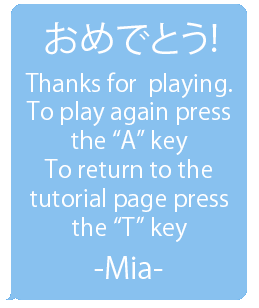 おめでとう!
Thanks for playing.
To play again press
the “A” key
To return to the
tutorial page press
the “T” key
-Mia-